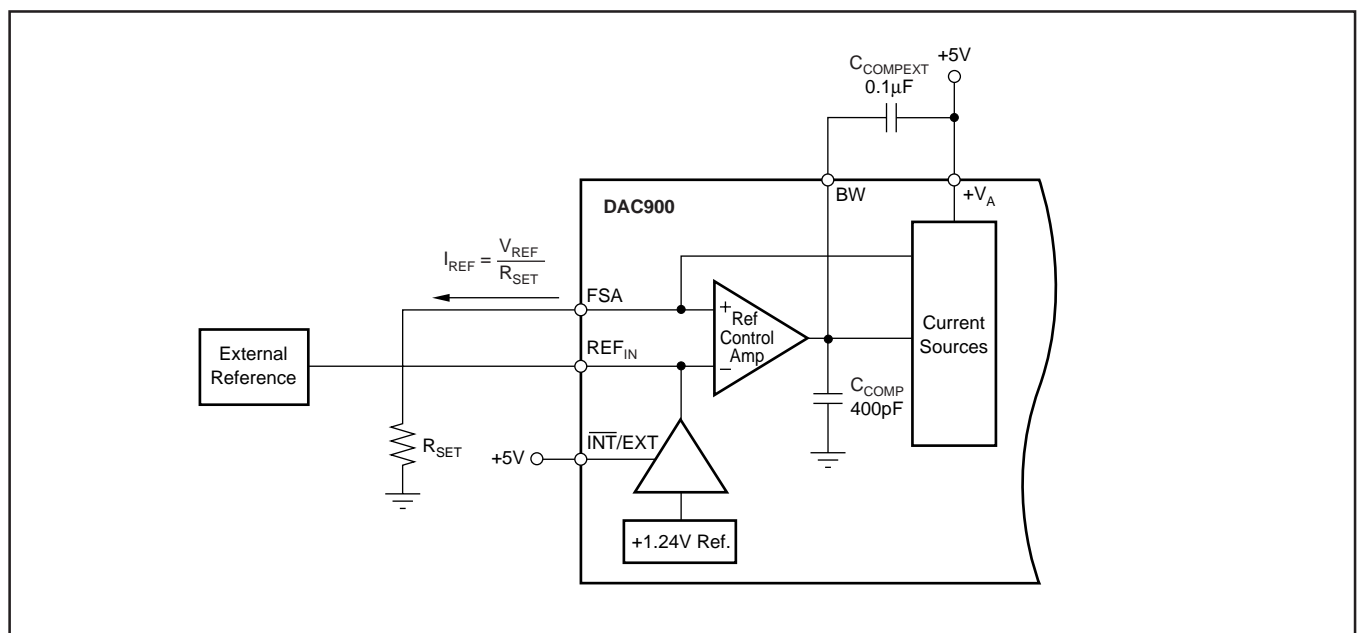 C_COMPEXT
0.1µF
+5V
BW
+V_A
DAC900
I_REF = V_REF / R_SET
FSA
+
Ref
Control
Amp
–
Current
Sources
External
Reference
REF_IN
C_COMP
400pF
R_SET
+5V
I̅N̅T̅/EXT
+1.24V Ref.